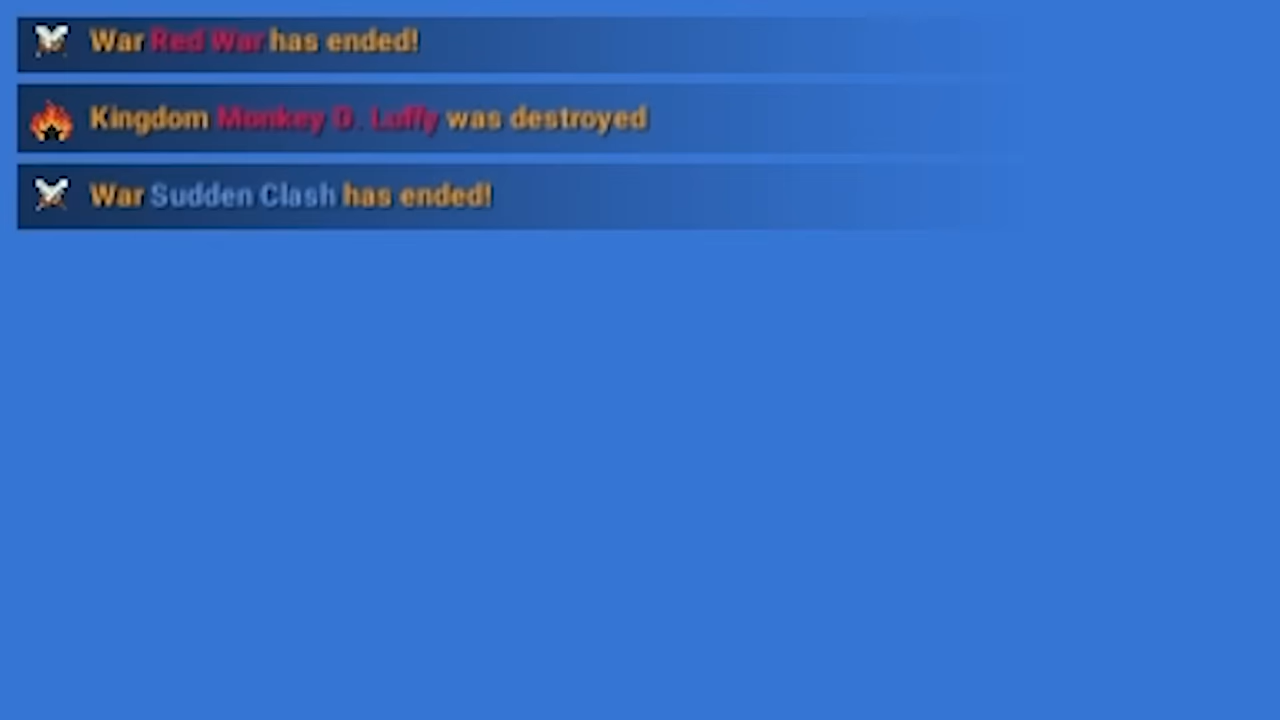 War Red War has ended!
Kingdom Monkey D. Luffy was destroyed
War Sudden Clash has ended!